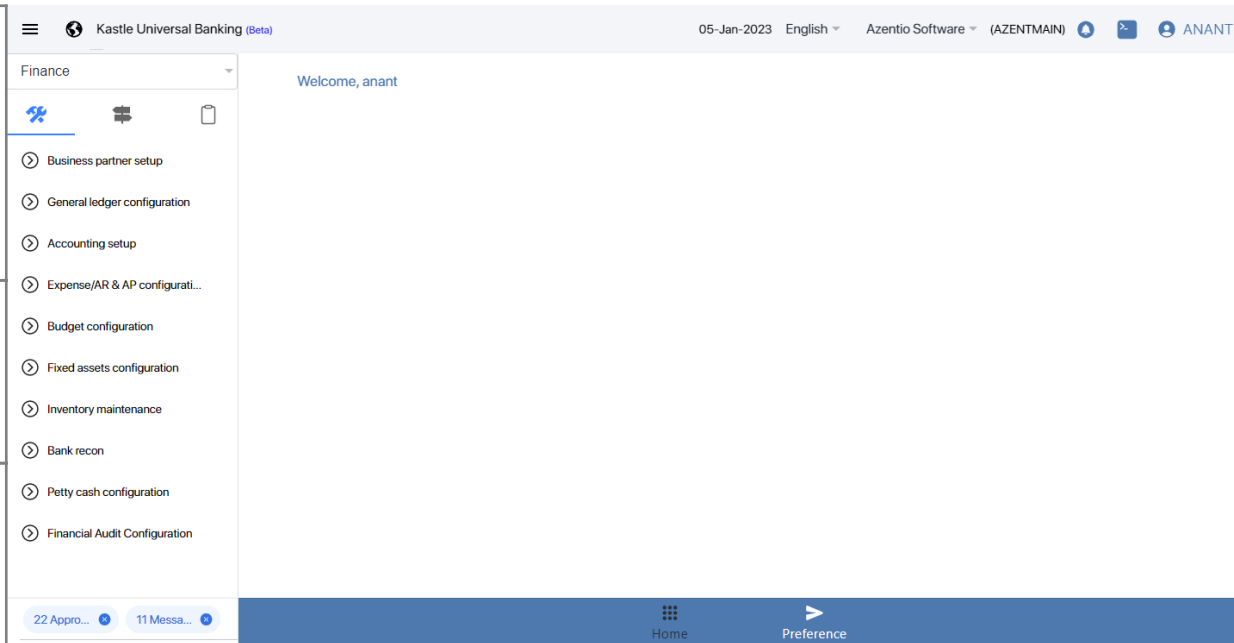 Kastle Universal Banking (Beta) 05-Jan-2023 English Azentio Software (AZENTMAIN) ANANT
Finance
Welcome, anant
Business partner setup
General ledger configuration
Accounting setup
Expense/AR & AP configurati...
Budget configuration
Fixed assets configuration
Inventory maintenance
Bank recon
Petty cash configuration
Financial Audit Configuration
22 Appro... 11 Messa...
Home Preference